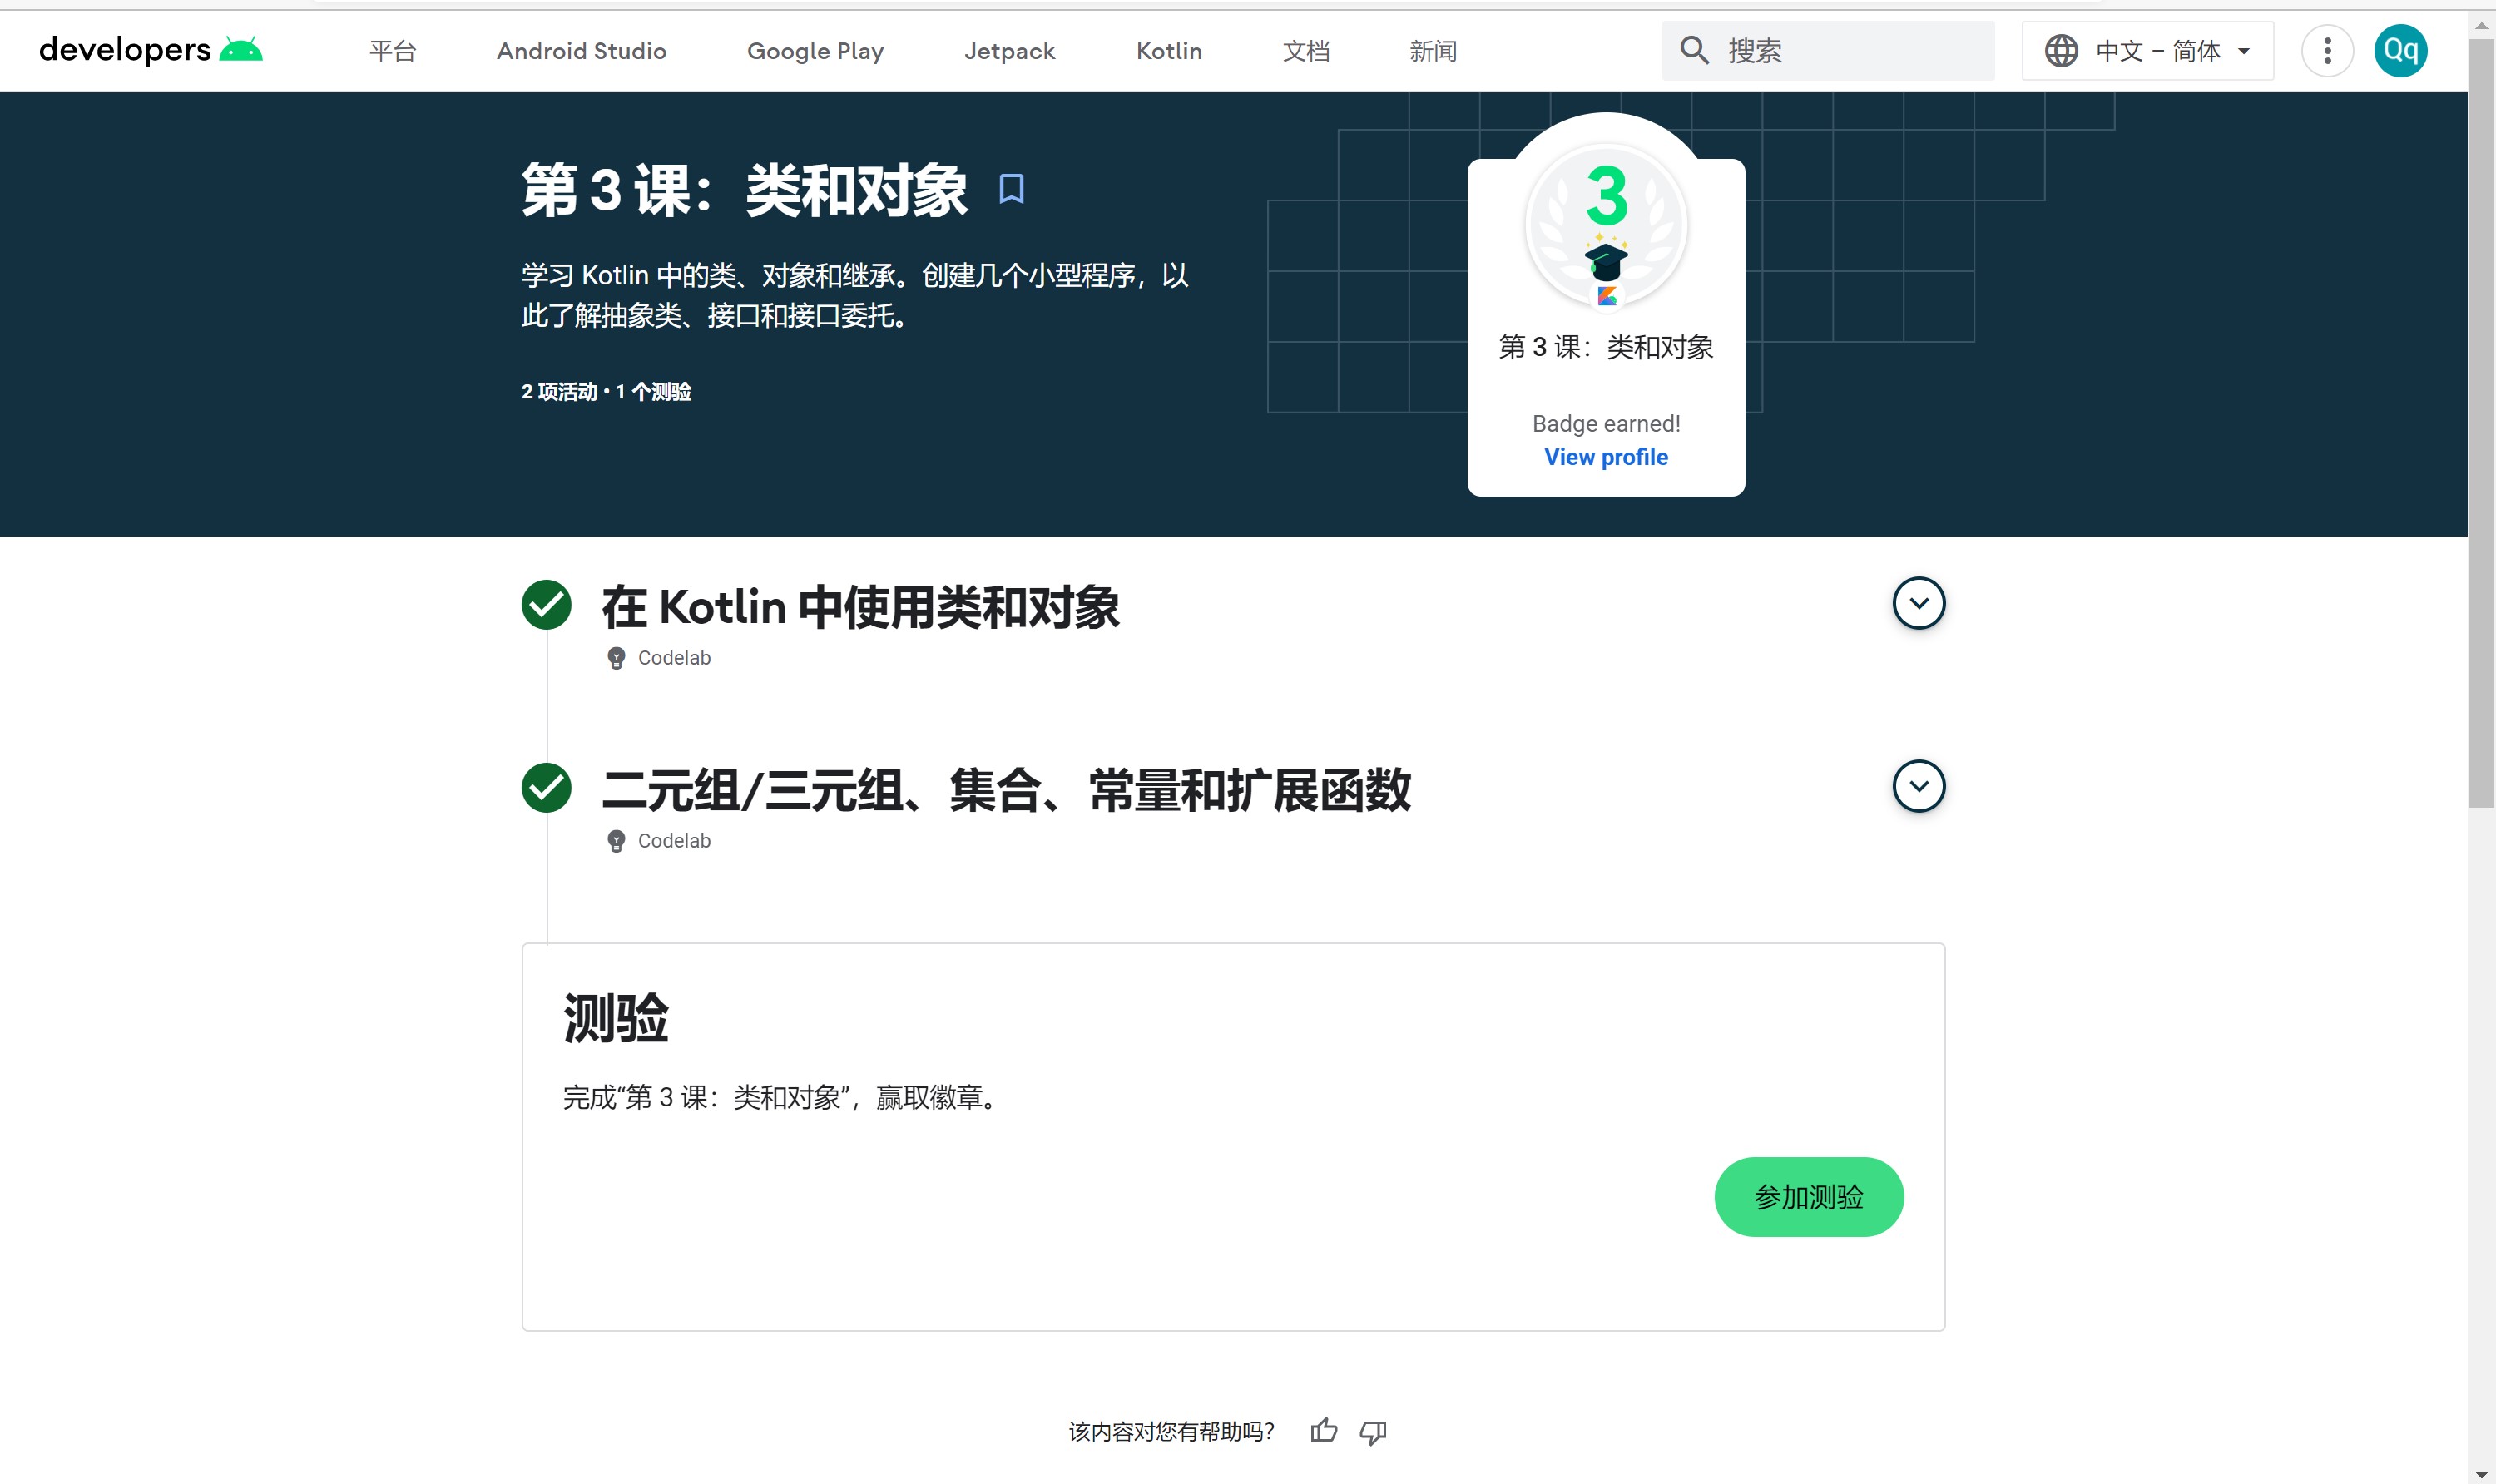 developers
平台
Android Studio
Google Play
Jetpack
Kotlin
文档
新闻
搜索
中文 – 简体
Qq
第 3 课：类和对象
学习 Kotlin 中的类、对象和继承。创建几个小型程序，以
此了解抽象类、接口和接口委托。
2 项活动 • 1 个测验
3
第 3 课：类和对象
Badge earned!
View profile
在 Kotlin 中使用类和对象
Codelab
二元组/三元组、集合、常量和扩展函数
Codelab
测验
完成“第 3 课：类和对象”，赢取徽章。
参加测验
该内容对您有帮助吗？